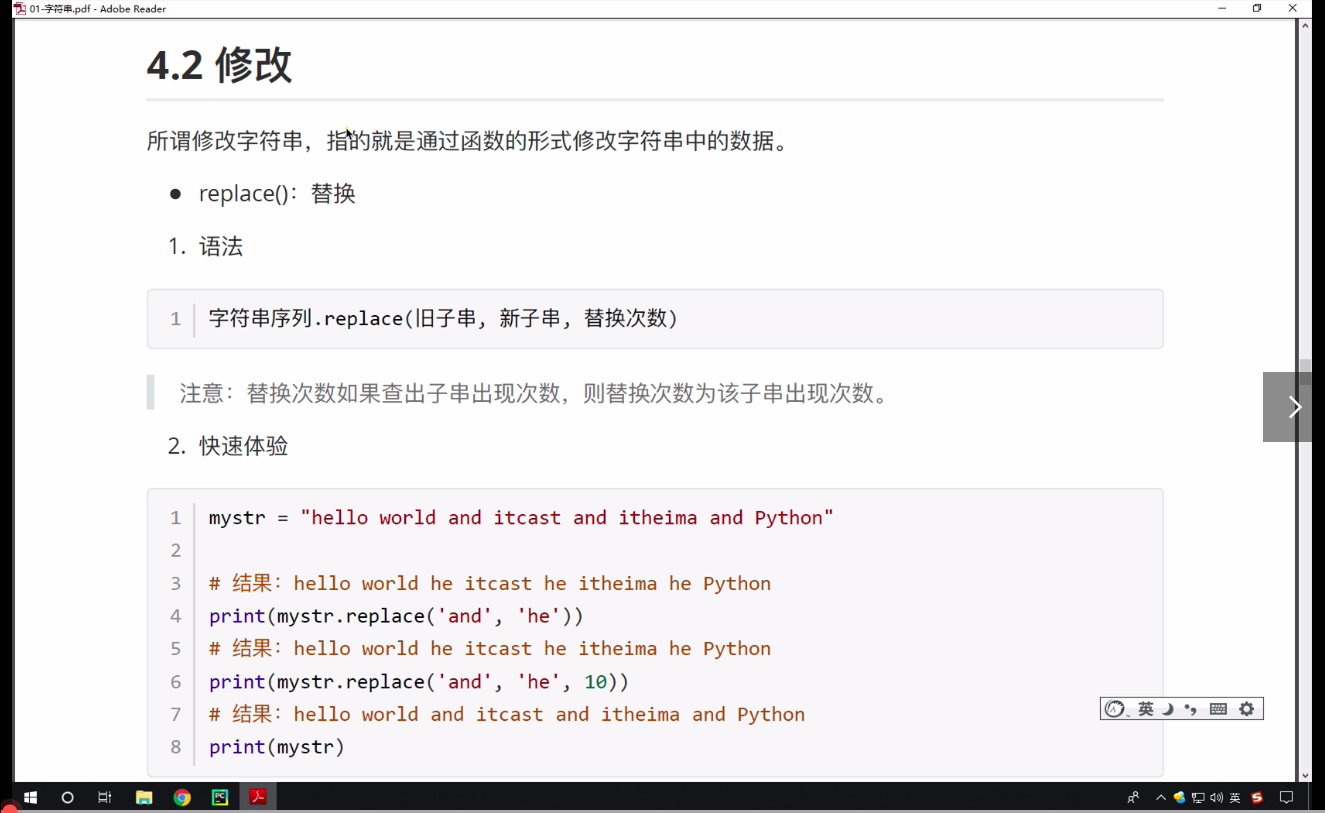 01-字符串.pdf - Adobe Reader
4.2 修改
所谓修改字符串，指的就是通过函数的形式修改字符串中的数据。
● replace()：替换
1. 语法
1 字符串序列.replace(旧子串, 新子串, 替换次数)
注意：替换次数如果查出子串出现次数，则替换次数为该子串出现次数。
2. 快速体验
1 mystr = "hello world and itcast and itheima and Python"
2
3 # 结果：hello world he itcast he itheima he Python
4 print(mystr.replace('and', 'he'))
5 # 结果：hello world he itcast he itheima he Python
6 print(mystr.replace('and', 'he', 10))
7 # 结果：hello world and itcast and itheima and Python
8 print(mystr)
英
PC
英